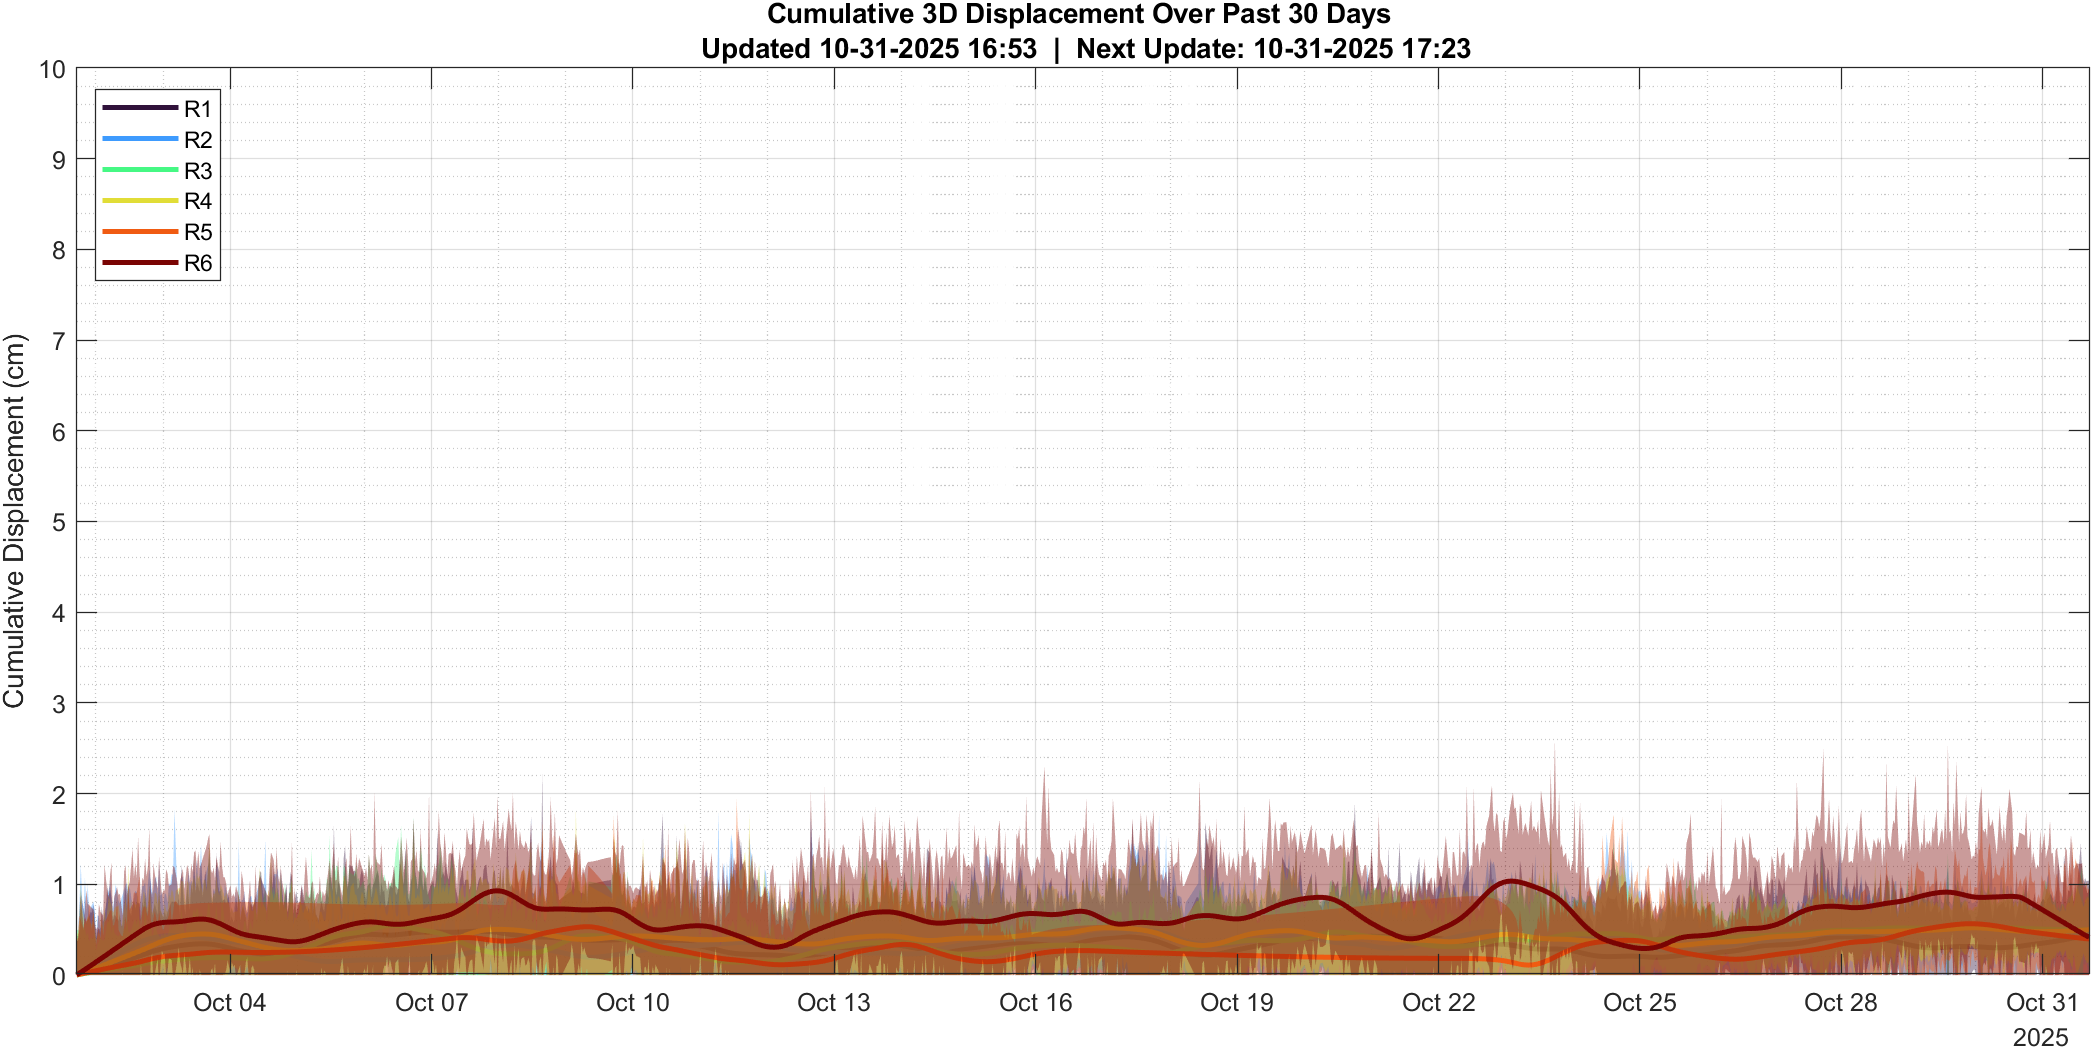 Cumulative 3D Displacement Over Past 30 Days
Updated 10-31-2025 16:53 | Next Update: 10-31-2025 17:23
Cumulative Displacement (cm)
10
9
8
7
6
5
4
3
2
1
0
R1
R2
R3
R4
R5
R6
Oct 04
Oct 07
Oct 10
Oct 13
Oct 16
Oct 19
Oct 22
Oct 25
Oct 28
Oct 31
2025